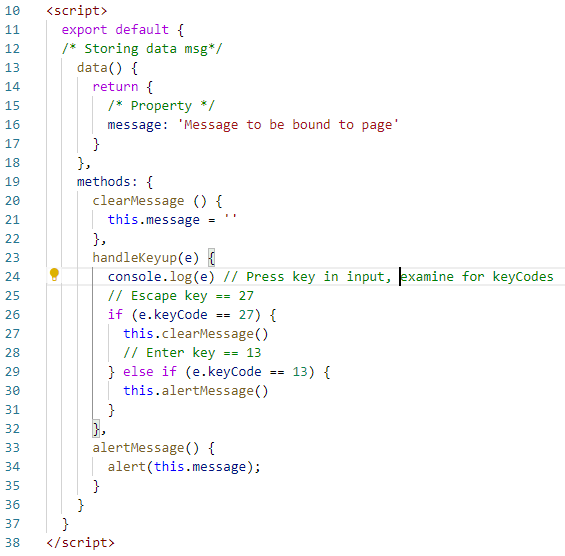 10 <script>
11   export default {
12   /* Storing data msg*/
13     data() {
14       return {
15         /* Property */
16         message: 'Message to be bound to page'
17       }
18     },
19     methods: {
20       clearMessage () {
21         this.message = ''
22       },
23       handleKeyup(e) {
24         console.log(e) // Press key in input, examine for keyCodes
25         // Escape key == 27
26         if (e.keyCode == 27) {
27           this.clearMessage()
28           // Enter key == 13
29         } else if (e.keyCode == 13) {
30           this.alertMessage()
31         }
32       },
33       alertMessage() {
34         alert(this.message);
35       }
36     }
37   }
38 </script>